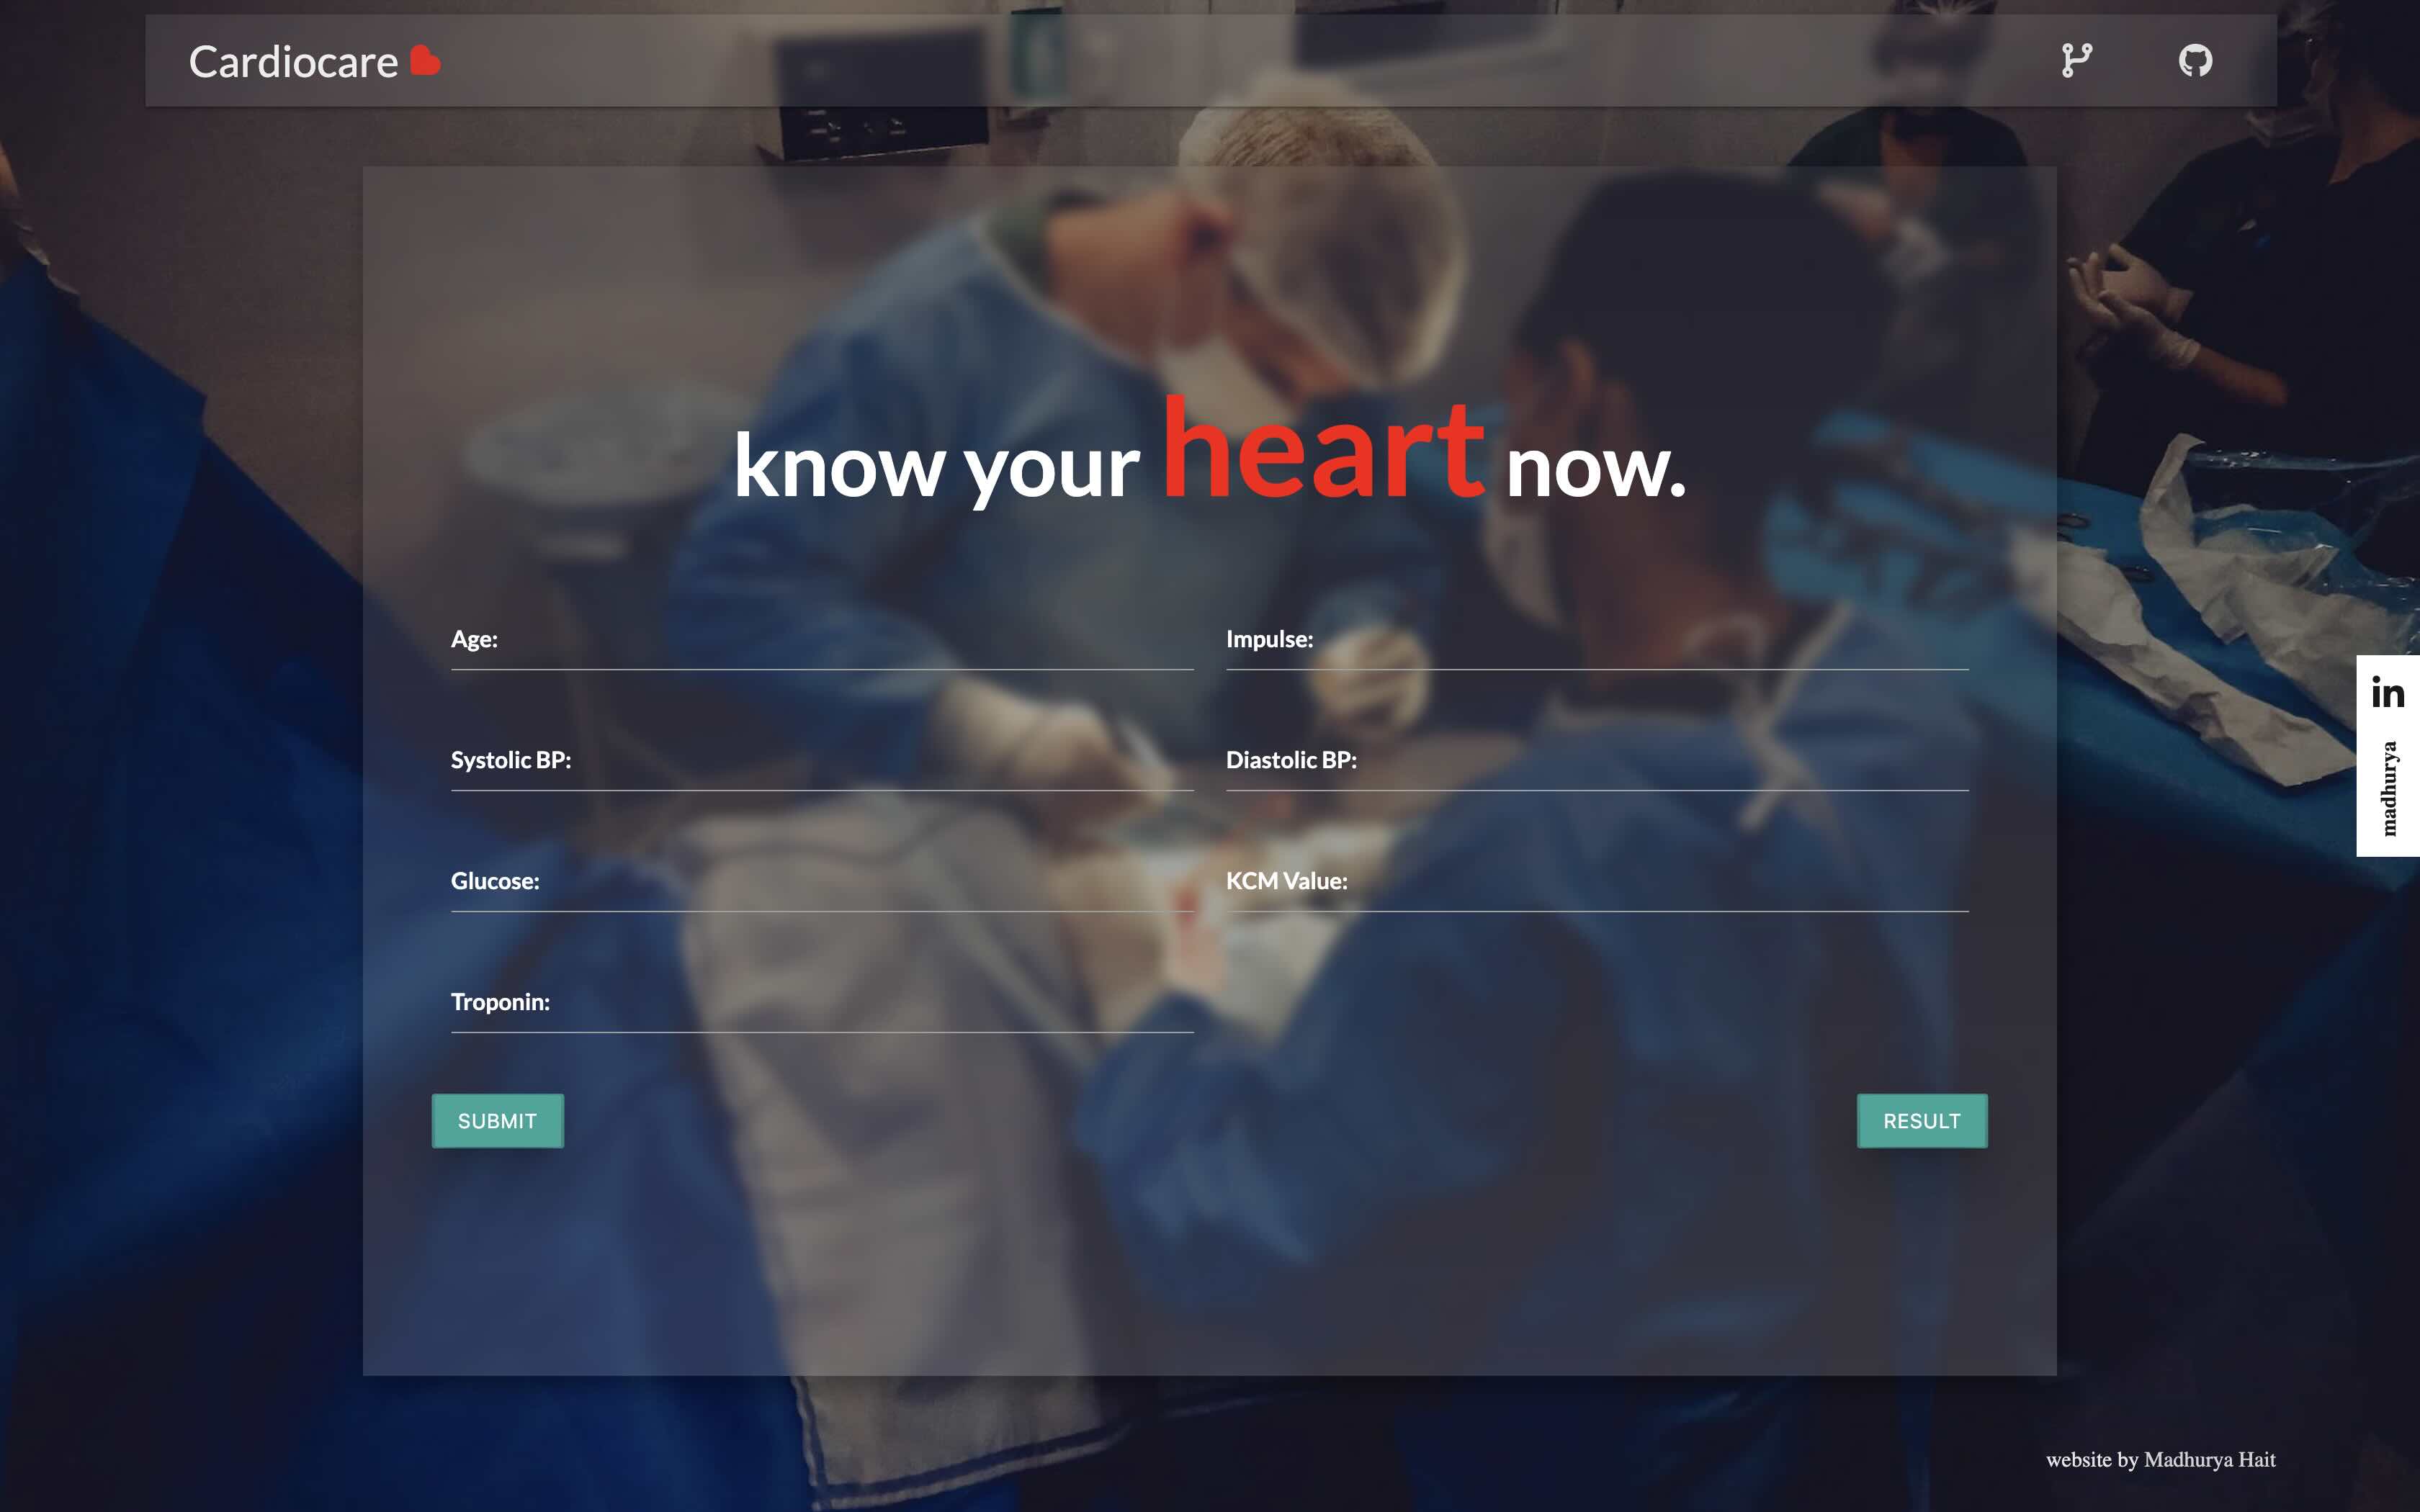 Cardiocare
know your heart now.
Age:
Impulse:
Systolic BP:
Diastolic BP:
Glucose:
KCM Value:
Troponin:
SUBMIT
RESULT
in
madhurya
website by Madhurya Hait